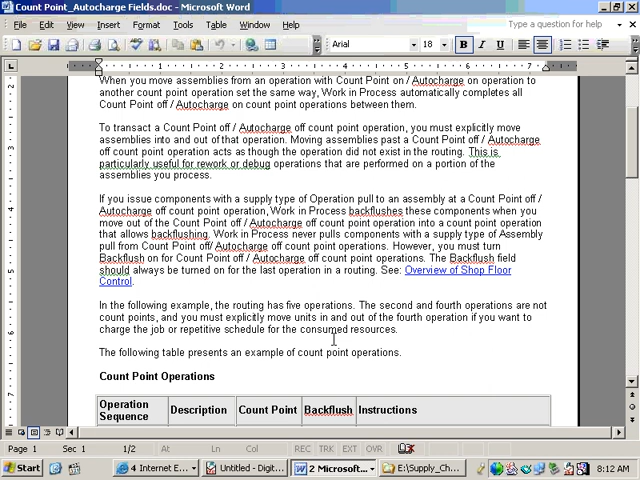 Count Point_Autocharge Fields.doc - Microsoft Word
File Edit View Insert Format Tools Table Window Help Type a question for help
Arial 18 B I U
1 2 3 4 5 6 7
When you move assemblies from an operation with Count Point on / Autocharge on operation to
another count point operation set the same way, Work in Process automatically completes all
Count Point off / Autocharge on count point operations between them.
To transact a Count Point off / Autocharge off count point operation, you must explicitly move
assemblies into and out of that operation. Moving assemblies past a Count Point off / Autocharge
off count point operation acts as though the operation did not exist in the routing. This is
particularly useful for rework or debug operations that are performed on a portion of the
assemblies you process.
If you issue components with a supply type of Operation pull to an assembly at a Count Point off /
Autocharge off count point operation, Work in Process backflushes these components when you
move out of the Count Point off / Autocharge off count point operation into a count point operation
that allows backflushing. Work in Process never pulls components with a supply type of Assembly
pull from Count Point off/ Autocharge off count point operations. However, you must turn
Backflush on for Count Point off / Autocharge off count point operations. The Backflush field
should always be turned on for the last operation in a routing. See: Overview of Shop Floor
Control.
In the following example, the routing has five operations. The second and fourth operations are not
count points, and you must explicitly move units in and out of the fourth operation if you want to
charge the job or repetitive schedule for the consumed resources.
The following table presents an example of count point operations.
Count Point Operations
Operation Sequence Description Count Point Backflush Instructions
Page 1 Sec 1 1/2 At Ln Col REC TRK EXT OVR
Start 4 Internet E... Untitled - Digit... 2 Microsoft... E:\Supply_Ch... 8:12 AM